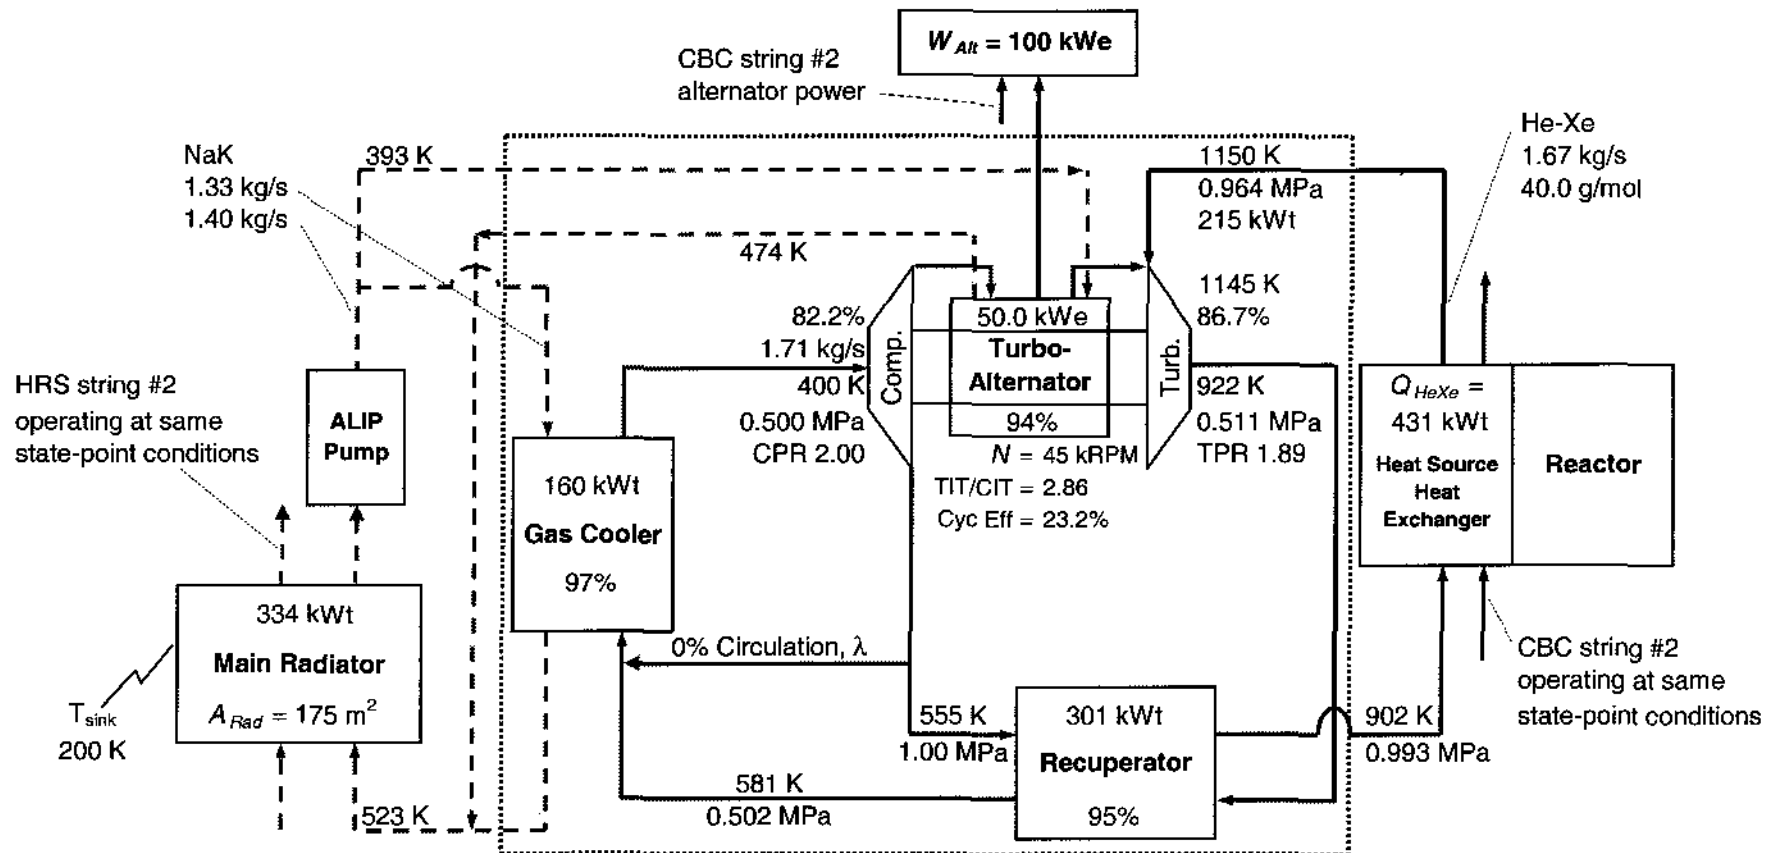 W_Alt = 100 kWe
CBC string #2
alternator power
NaK
1.33 kg/s
1.40 kg/s
393 K
474 K
1150 K
0.964 MPa
215 kWt
He-Xe
1.67 kg/s
40.0 g/mol
82.2%
1.71 kg/s
400 K
0.500 MPa
CPR 2.00
Comp.
50.0 kWe
Turbo-
Alternator
94%
N = 45 kRPM
TIT/CIT = 2.86
Cyc Eff = 23.2%
Turb.
1145 K
86.7%
922 K
0.511 MPa
TPR 1.89
Q_HeXe =
431 kWt
Heat Source
Heat
Exchanger
Reactor
HRS string #2
operating at same
state-point conditions
ALIP
Pump
160 kWt
Gas Cooler
97%
334 kWt
Main Radiator
A_Rad = 175 m²
T_sink
200 K
523 K
0% Circulation, λ
555 K
1.00 MPa
581 K
0.502 MPa
301 kWt
Recuperator
95%
902 K
0.993 MPa
CBC string #2
operating at same
state-point conditions